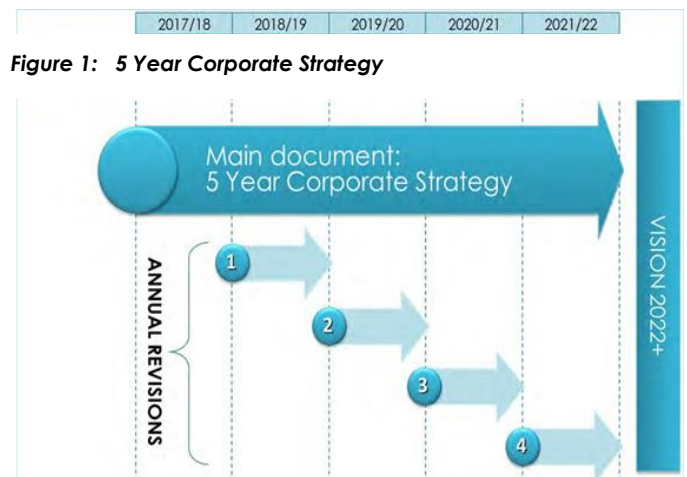 2017/18 2018/19 2019/20 2020/21 2021/22
Figure 1: 5 Year Corporate Strategy
Main document:
5 Year Corporate Strategy
ANNUAL REVISIONS
1
2
3
4
VISION 2022+